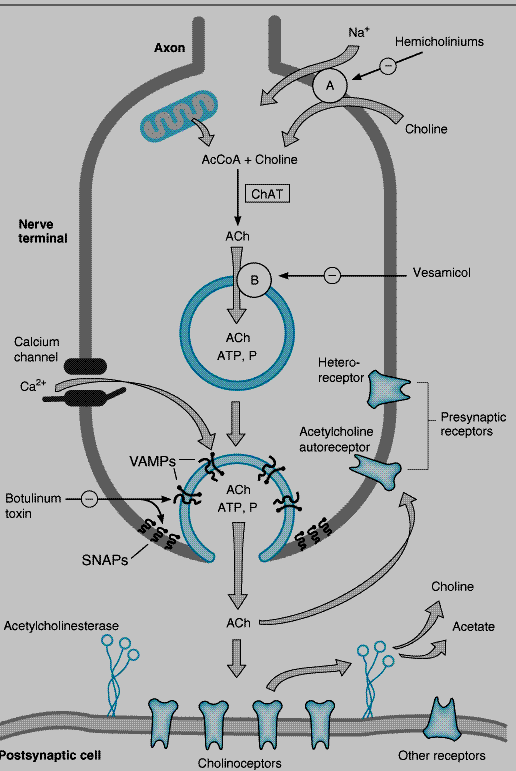 Axon
Na+
Hemicholiniums
−
A
Choline
AcCoA + Choline
ChAT
Nerve
terminal
ACh
B
−
Vesamicol
ACh
ATP, P
Calcium
channel
Ca2+
Hetero-
receptor
Presynaptic
receptors
Acetylcholine
autoreceptor
VAMPs
ACh
ATP, P
Botulinum
toxin
−
SNAPs
ACh
Choline
Acetate
Acetylcholinesterase
Postsynaptic cell
Cholinoceptors
Other receptors